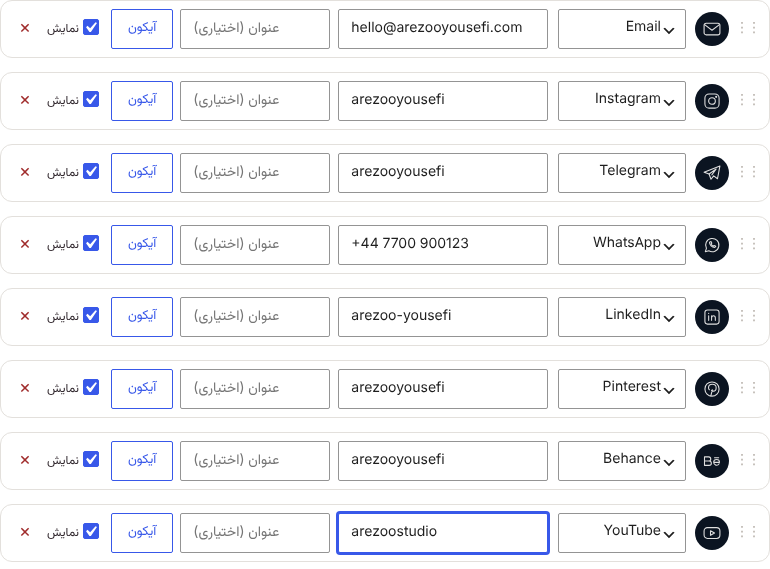 Email hello@arezooyousefi.com عنوان (اختیاری) آیکون نمایش ×
Instagram arezooyousefi عنوان (اختیاری) آیکون نمایش ×
Telegram arezooyousefi عنوان (اختیاری) آیکون نمایش ×
WhatsApp +44 7700 900123 عنوان (اختیاری) آیکون نمایش ×
LinkedIn arezoo-yousefi عنوان (اختیاری) آیکون نمایش ×
Pinterest arezooyousefi عنوان (اختیاری) آیکون نمایش ×
Behance arezooyousefi عنوان (اختیاری) آیکون نمایش ×
YouTube arezoostudio عنوان (اختیاری) آیکون نمایش ×